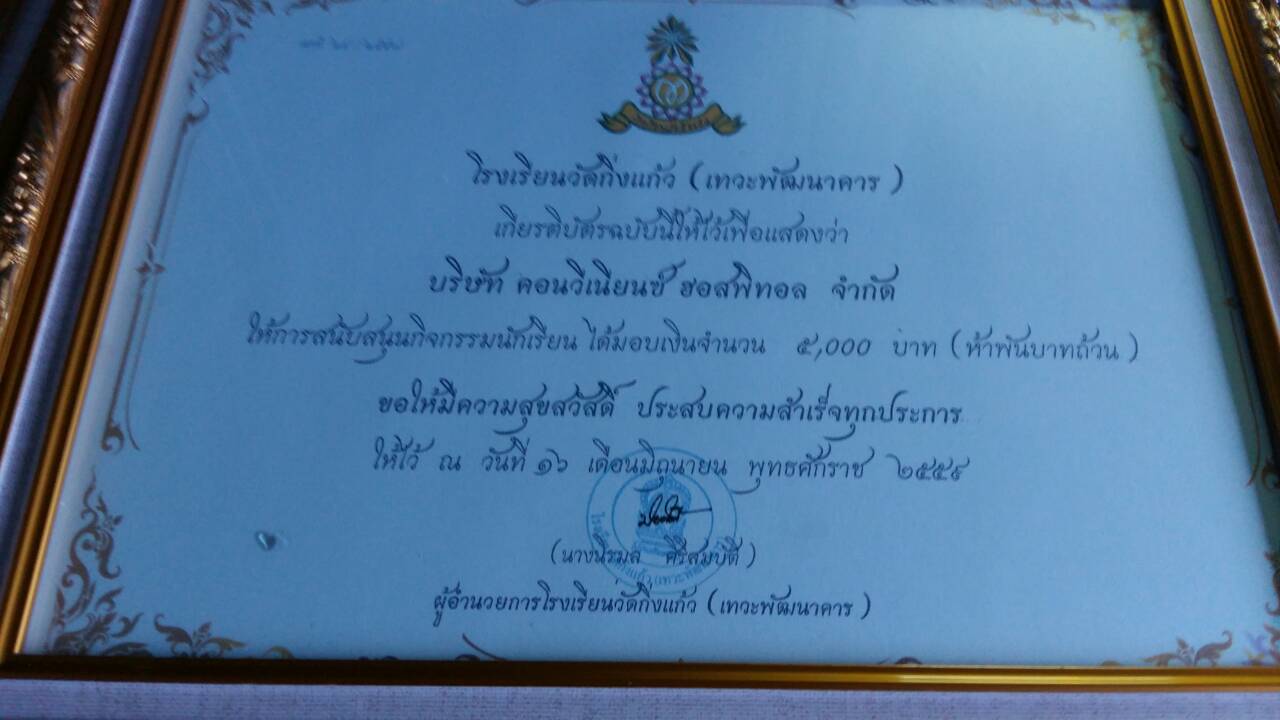 โรงเรียนวัดกิ่งแก้ว (เทวะพัฒนาคาร)
เกียรติบัตรฉบับนี้ให้ไว้เพื่อแสดงว่า
บริษัท คอนวีเนียนซ์ ฮอสพิทอล จำกัด
ให้การสนับสนุนกิจกรรมนักเรียน ได้มอบเงินจำนวน ๕,๐๐๐ บาท (ห้าพันบาทถ้วน)
ขอให้มีความสุขสวัสดิ์ ประสบความสำเร็จทุกประการ
ให้ไว้ ณ วันที่ ๑๖ เดือนมิถุนายน พุทธศักราช ๒๕๕๙
(นางนิรมล ศิริสมบัติ)
ผู้อำนวยการโรงเรียนวัดกิ่งแก้ว (เทวะพัฒนาคาร)